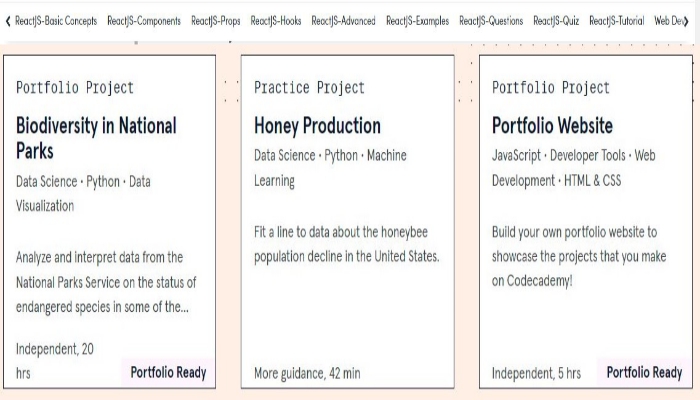 ReactJS-Basic Concepts ReactJS-Components ReactJS-Props ReactJS-Hooks ReactJS-Advanced ReactJS-Examples ReactJS-Questions ReactJS-Quiz ReactJS-Tutorial Web Dev
Portfolio Project
Biodiversity in National
Parks
Data Science • Python • Data
Visualization
Analyze and interpret data from the
National Parks Service on the status of
endangered species in some of the...
Independent, 20
hrs
Portfolio Ready
Practice Project
Honey Production
Data Science • Python • Machine
Learning
Fit a line to data about the honeybee
population decline in the United States.
More guidance, 42 min
Portfolio Project
Portfolio Website
JavaScript • Developer Tools • Web
Development • HTML & CSS
Build your own portfolio website to
showcase the projects that you make
on Codecademy!
Independent, 5 hrs
Portfolio Ready